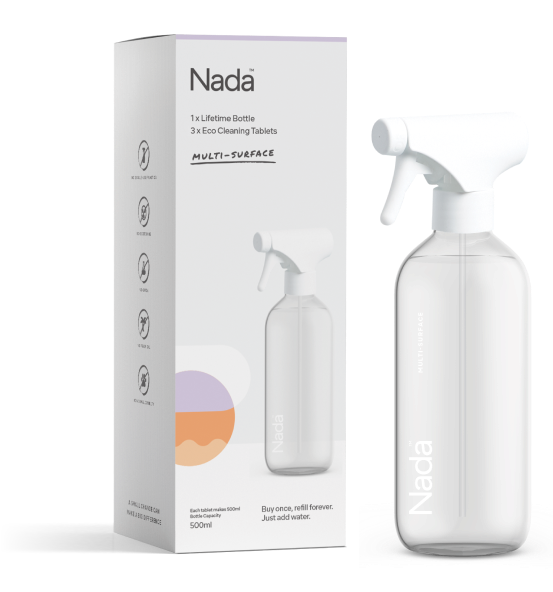 Nada™
1 x Lifetime Bottle
3 x Eco Cleaning Tablets
MULTI-SURFACE
Nada
Each tablet makes 500ml
Bottle Capacity
500ml
Buy once, refill forever.
Just add water.
MULTI-SURFACE
Nada™